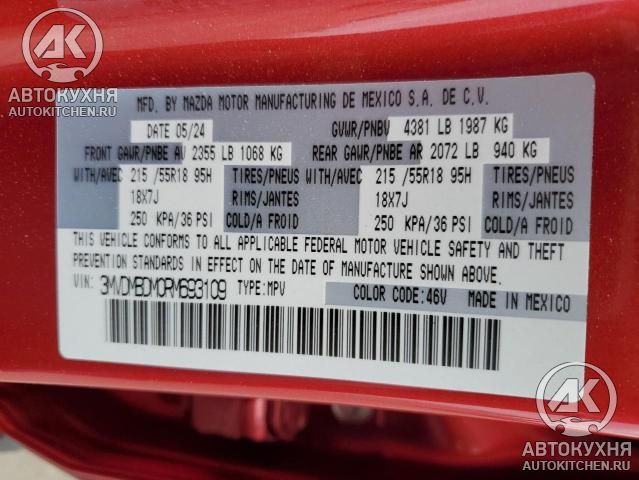 АК
АВТОКУХНЯ
AUTOKITCHEN.RU
MFD. BY MAZDA MOTOR MANUFACTURING DE MEXICO S.A. DE C.V.
DATE 05/24 GVWR/PNBV 4381 LB 1987 KG
FRONT GAWR/PNBE AV 2355 LB 1068 KG REAR GAWR/PNBE AR 2072 LB 940 KG
WITH/AVEC 215 /55R18 95H TIRES/PNEUS WITH/AVEC 215 /55R18 95H TIRES/PNEUS
18X7J RIMS/JANTES 18X7J RIMS/JANTES
250 KPA/36 PSI COLD/A FROID 250 KPA/36 PSI COLD/A FROID
THIS VEHICLE CONFORMS TO ALL APPLICABLE FEDERAL MOTOR VEHICLE SAFETY AND THEFT
PREVENTION STANDARDS IN EFFECT ON THE DATE OF MANUFACTURE SHOWN ABOVE.
VIN: 3MVDMBDM0RM693109 TYPE:MPV COLOR CODE:46V MADE IN MEXICO
АК
АВТОКУХНЯ
AUTOKITCHEN.RU